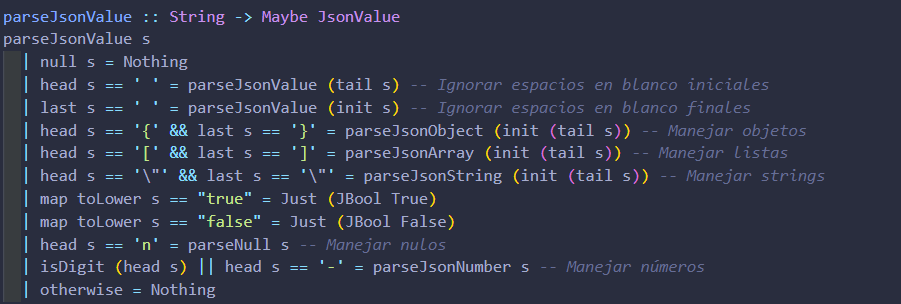 parseJsonValue :: String -> Maybe JsonValue
parseJsonValue s
  | null s = Nothing
  | head s == ' ' = parseJsonValue (tail s) -- Ignorar espacios en blanco iniciales
  | last s == ' ' = parseJsonValue (init s) -- Ignorar espacios en blanco finales
  | head s == '{' && last s == '}' = parseJsonObject (init (tail s)) -- Manejar objetos
  | head s == '[' && last s == ']' = parseJsonArray (init (tail s)) -- Manejar listas
  | head s == '\"' && last s == '\"' = parseJsonString (init (tail s)) -- Manejar strings
  | map toLower s == "true" = Just (JBool True)
  | map toLower s == "false" = Just (JBool False)
  | head s == 'n' = parseNull s -- Manejar nulos
  | isDigit (head s) || head s == '-' = parseJsonNumber s -- Manejar números
  | otherwise = Nothing